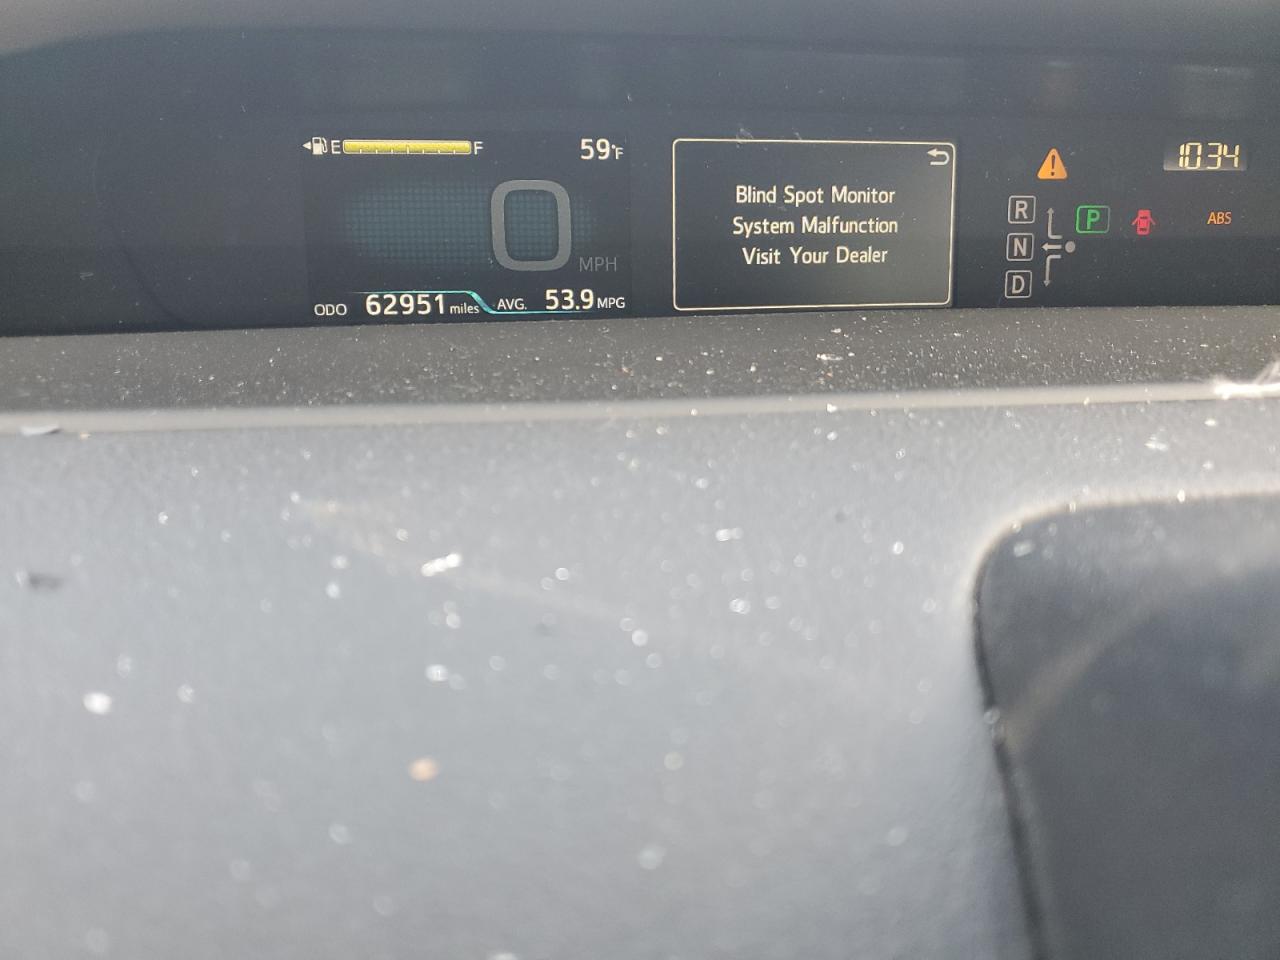 E F 59°F
0 MPH
ODO 62951 miles AVG. 53.9 MPG
Blind Spot Monitor
System Malfunction
Visit Your Dealer
!
R
N
D
P
10:34
ABS